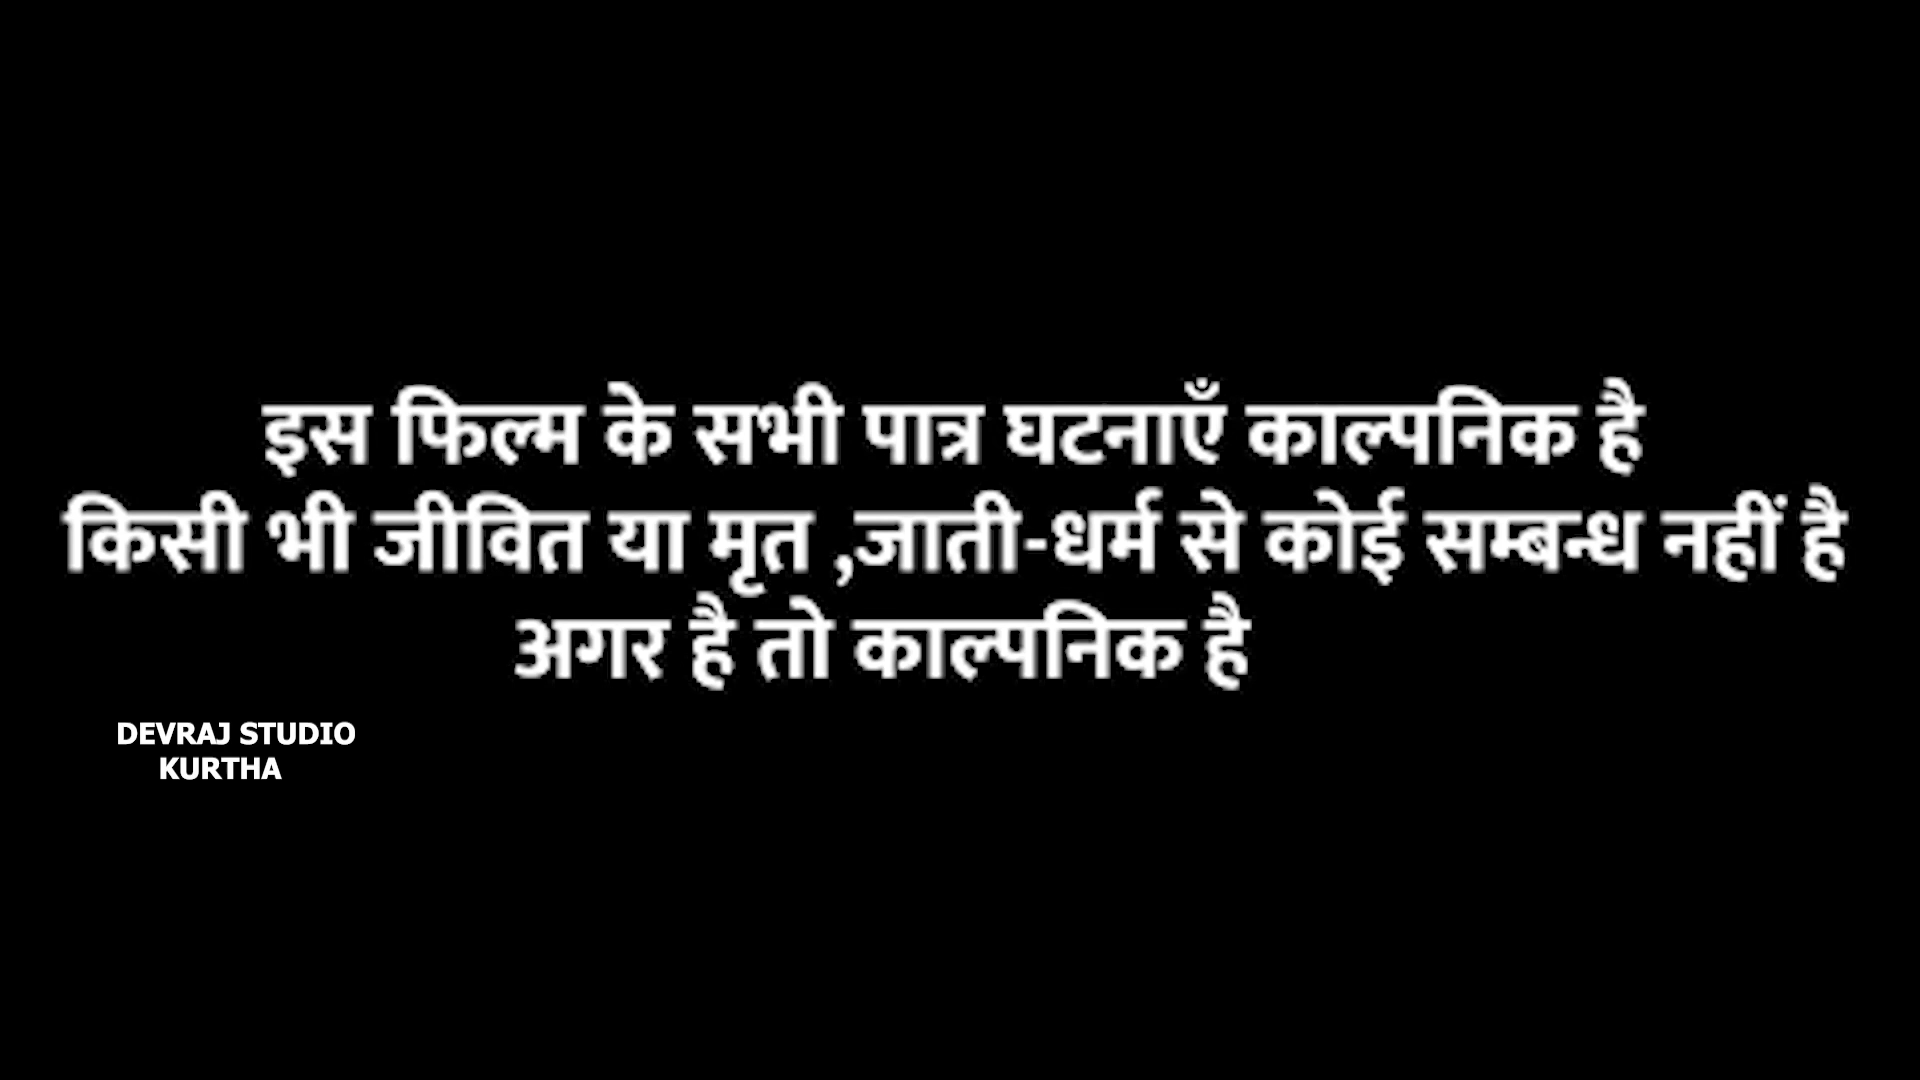 इस फिल्म के सभी पात्र घटनाएँ काल्पनिक है
किसी भी जीवित या मृत ,जाती-धर्म से कोई सम्बन्ध नहीं है
अगर है तो काल्पनिक है
DEVRAJ STUDIO
KURTHA